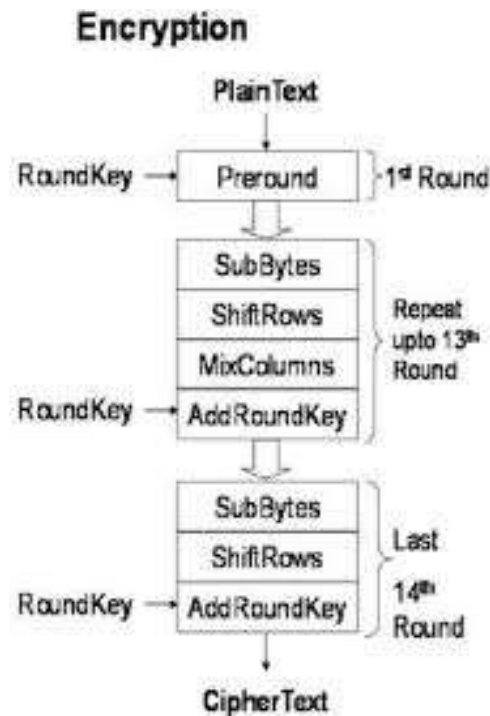 Encryption
PlainText
RoundKey
Preround
1st Round
SubBytes
ShiftRows
MixColumns
RoundKey
AddRoundKey
Repeat
upto 13th
Round
SubBytes
ShiftRows
RoundKey
AddRoundKey
Last
14th
Round
CipherText